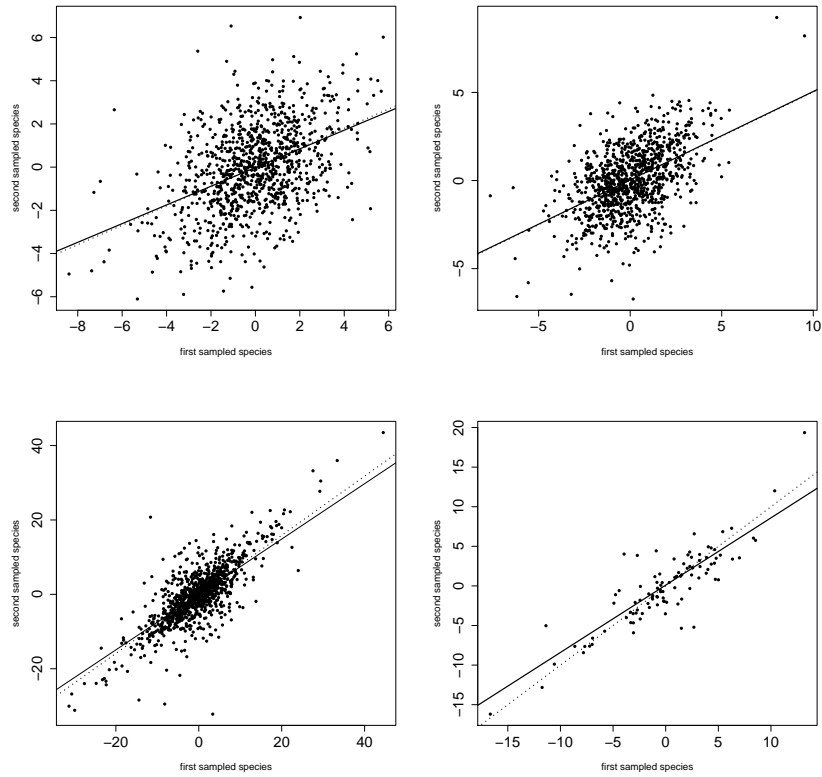 6
4
2
0
−2
−4
−6
second sampled species
−8 −6 −4 −2 0 2 4 6
first sampled species
5
0
−5
second sampled species
−5 0 5 10
first sampled species
40
20
0
−20
second sampled species
−20 0 20 40
first sampled species
20
15
10
5
0
−5
−10
−15
second sampled species
−15 −10 −5 0 5 10
first sampled species